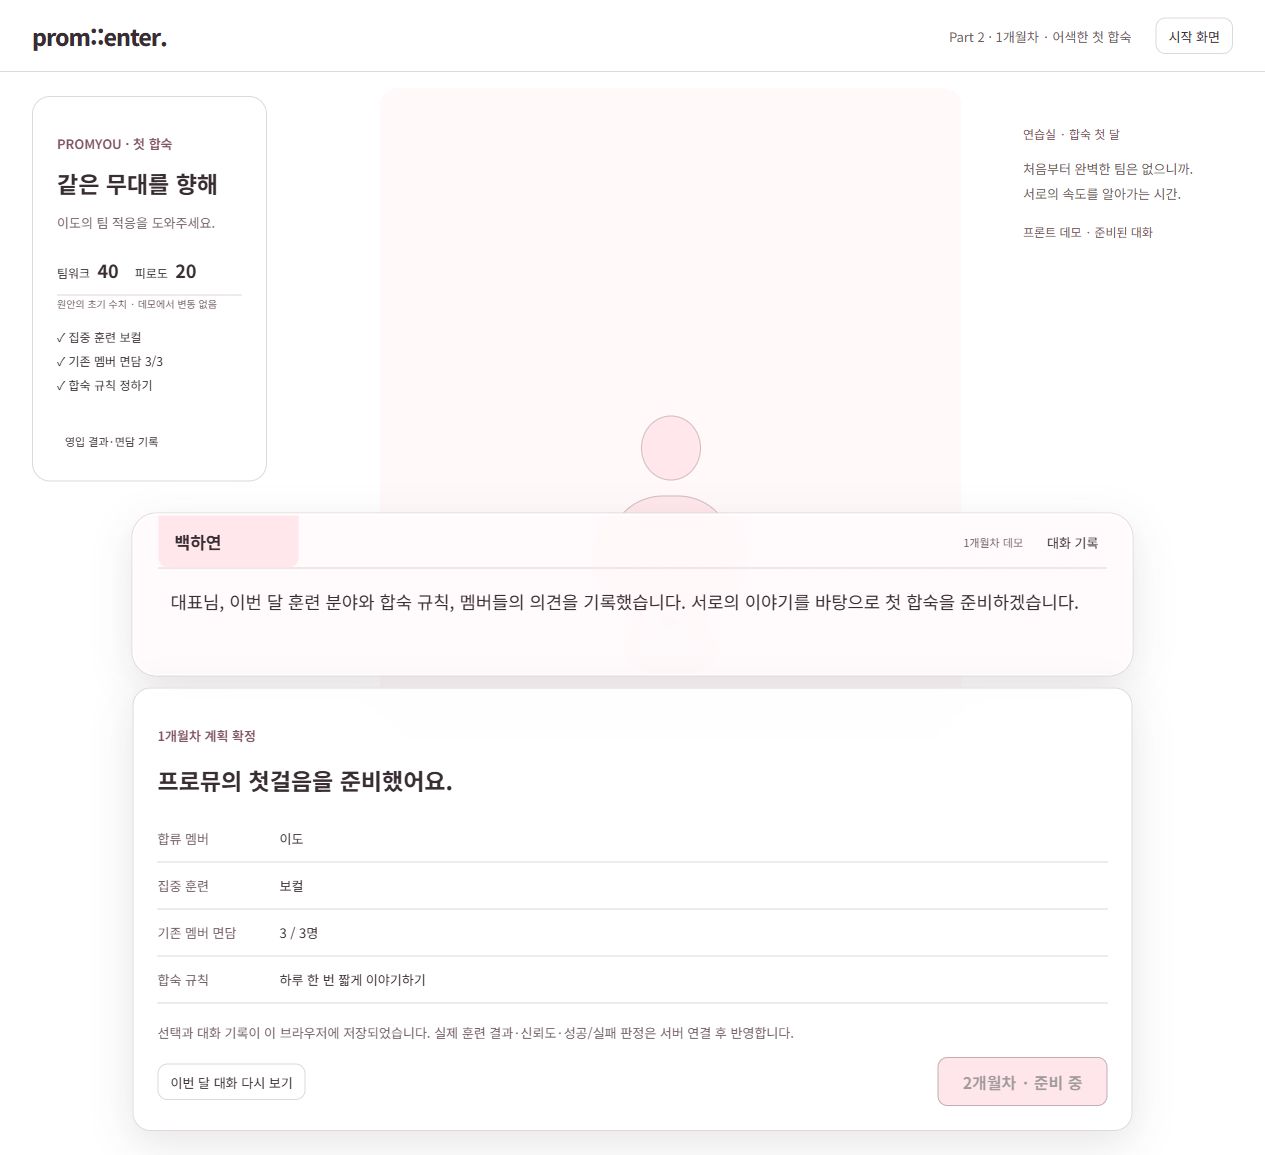 prom::enter.
Part 2 · 1개월차 · 어색한 첫 합숙
시작 화면
PROMYOU · 첫 합숙
같은 무대를 향해
이도의 팀 적응을 도와주세요.
팀워크 40 피로도 20
원안의 초기 수치 · 데모에서 변동 없음
✓ 집중 훈련 보컬
✓ 기존 멤버 면담 3/3
✓ 합숙 규칙 정하기
영입 결과·면담 기록
연습실 · 합숙 첫 달
처음부터 완벽한 팀은 없으니까.
서로의 속도를 알아가는 시간.
프론트 데모 · 준비된 대화
백하연
1개월차 데모
대화 기록
대표님, 이번 달 훈련 분야와 합숙 규칙, 멤버들의 의견을 기록했습니다. 서로의 이야기를 바탕으로 첫 합숙을 준비하겠습니다.
1개월차 계획 확정
프로뮤의 첫걸음을 준비했어요.
합류 멤버 이도
집중 훈련 보컬
기존 멤버 면담 3 / 3명
합숙 규칙 하루 한 번 짧게 이야기하기
선택과 대화 기록이 이 브라우저에 저장되었습니다. 실제 훈련 결과·신뢰도·성공/실패 판정은 서버 연결 후 반영합니다.
이번 달 대화 다시 보기
2개월차 · 준비 중